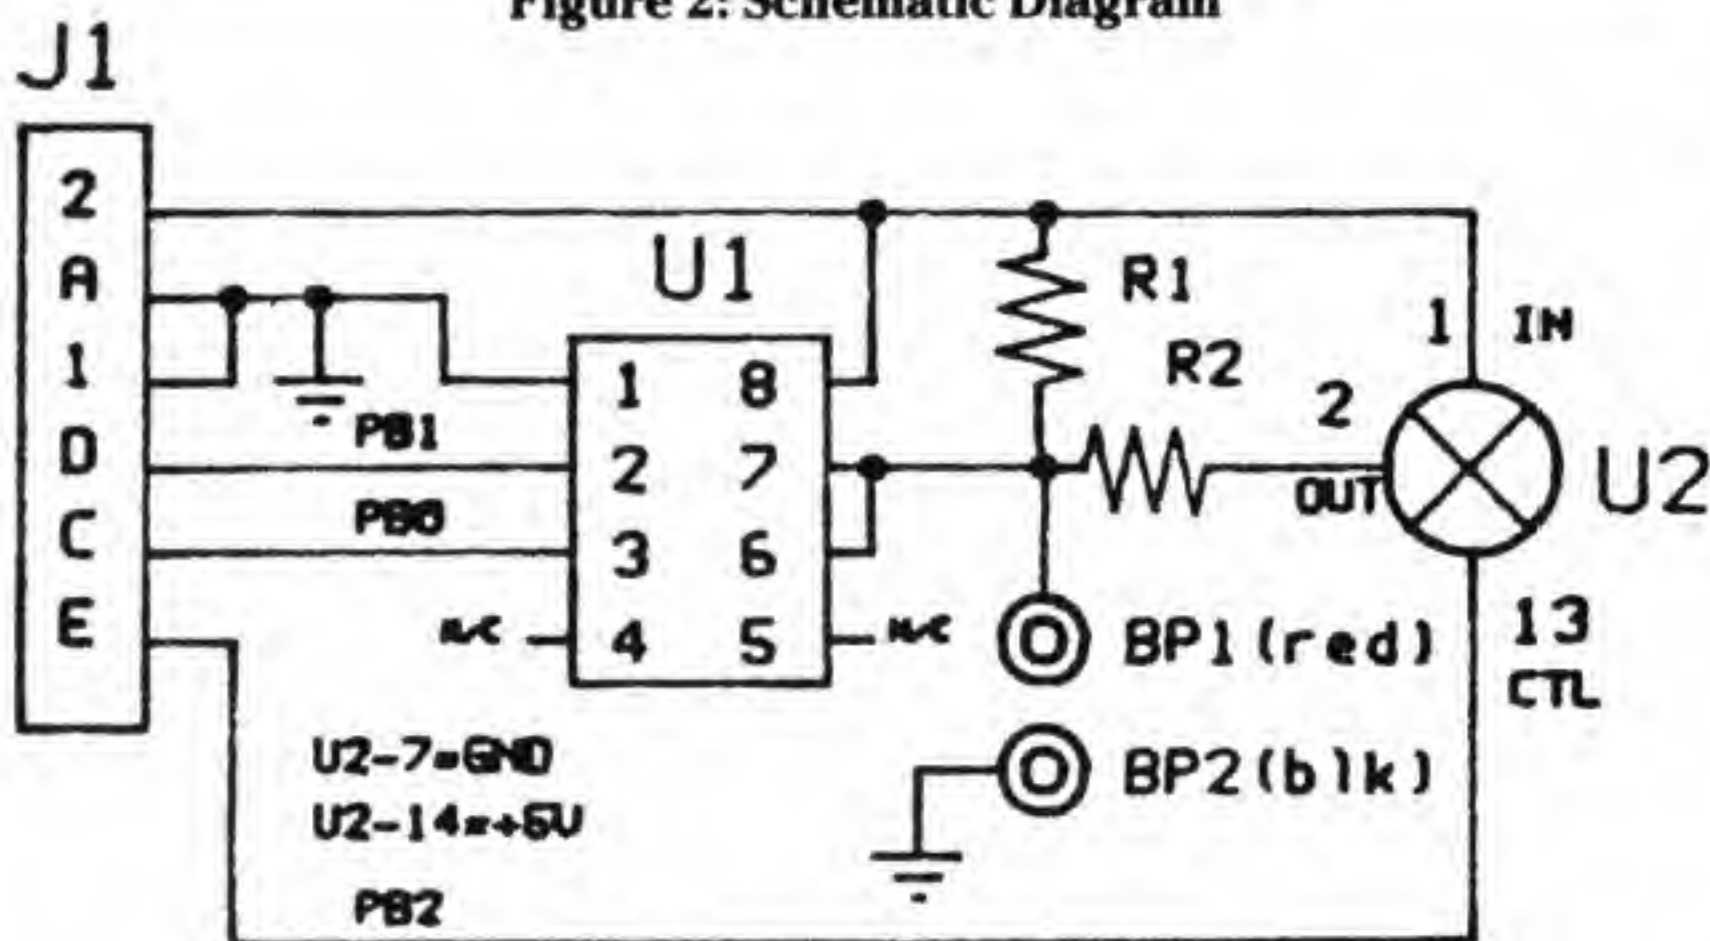 Figure 2: Schematic Diagram
J1
2
A
1
D
C
E
PB1
PB0
U1
1 8
2 7
3 6
4 5
N/C
N/C
R1
R2
1 IN
2
OUT
U2
13
CTL
BP1(red)
BP2(blk)
U2-7=GND
U2-14=+5V
PB2